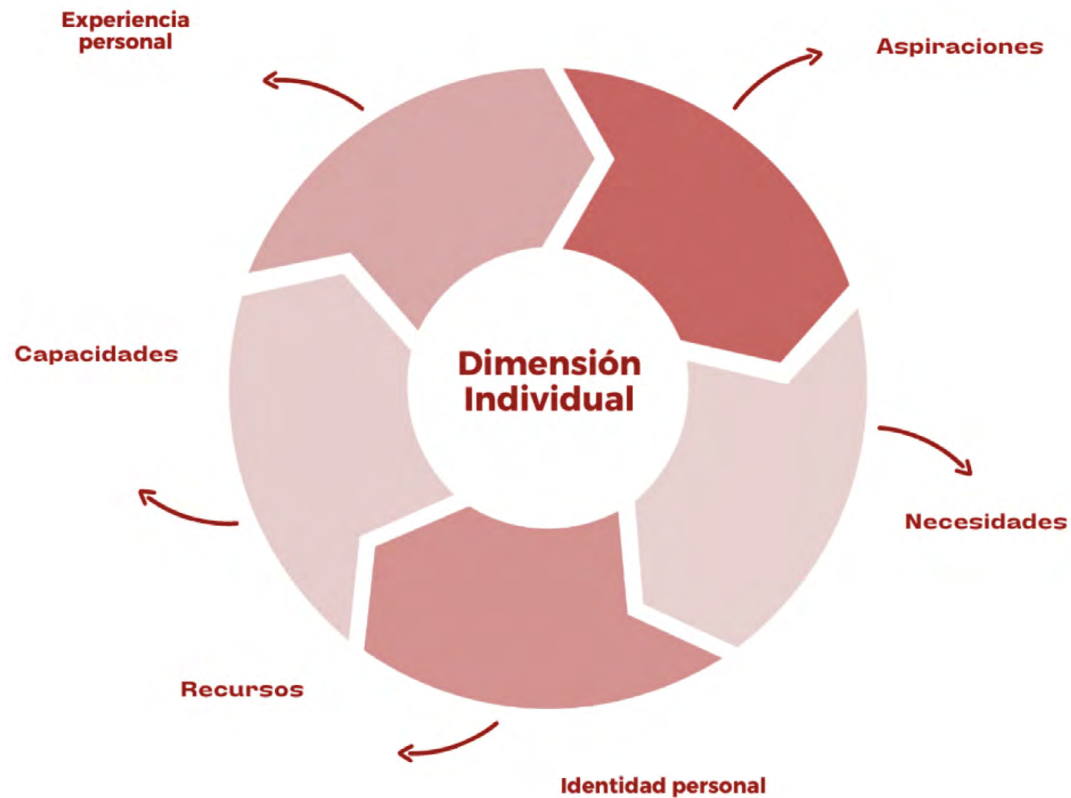 Experiencia
personal
Aspiraciones
Capacidades
Dimensión
Individual
Necesidades
Recursos
Identidad personal